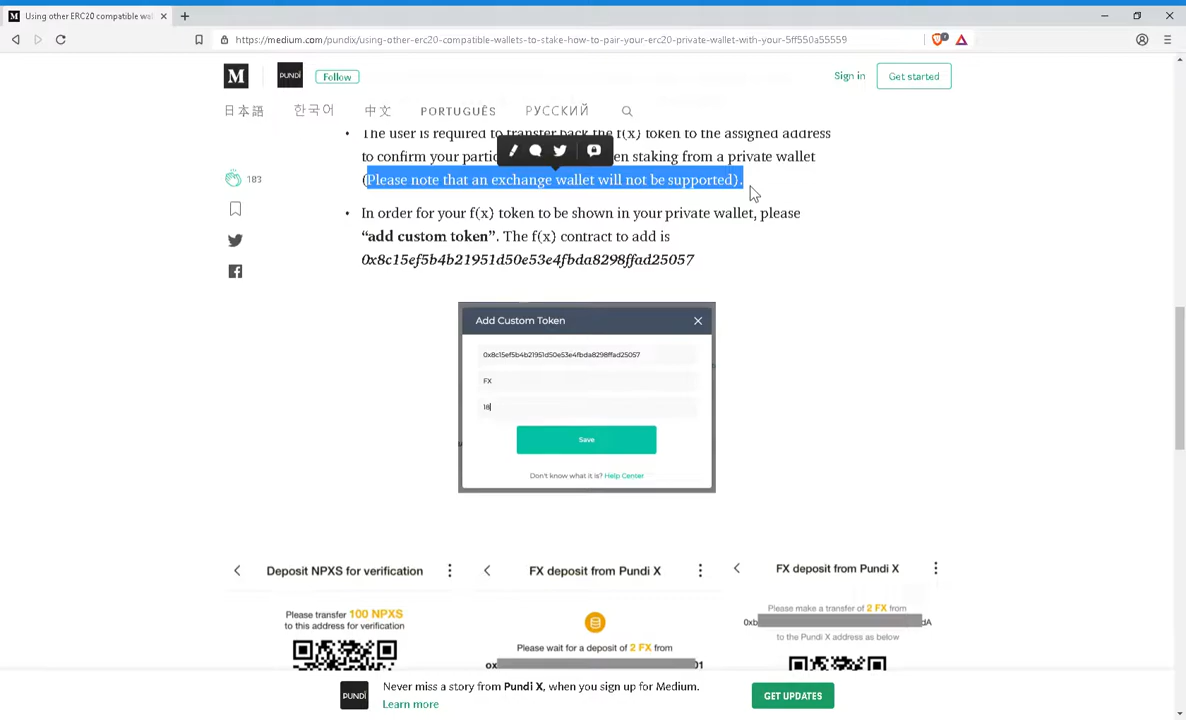 Using other ERC20 compatible wa
https://medium.com/pundix/using-other-erc20-compatible-wallets-to-stake-how-to-pair-your-erc20-private-wallet-with-your-5ff550a55559
M
PUNDI
Follow
Sign in
Get started
日本語 한국어 中文 PORTUGUÊS РУССКИЙ
The user is required to transfer back the f(x) token to the assigned address
to confirm your partic en staking from a private wallet
(Please note that an exchange wallet will not be supported).
183
In order for your f(x) token to be shown in your private wallet, please
“add custom token”. The f(x) contract to add is
0x8c15ef5b4b21951d50e53e4fbda8298ffad25057
Add Custom Token
0x8c15ef5b4b21951d50e53e4fbda8298ffad25057
FX
18
Save
Don't know what it is? Help Center
Deposit NPXS for verification
Please transfer 100 NPXS
to this address for verification
FX deposit from Pundi X
Please wait for a deposit of 2 FX from
0x 01
FX deposit from Pundi X
Please make a transfer of 2 FX from
0xb dA
to the Pundi X address as below
PUNDI
Never miss a story from Pundi X, when you sign up for Medium.
Learn more
GET UPDATES